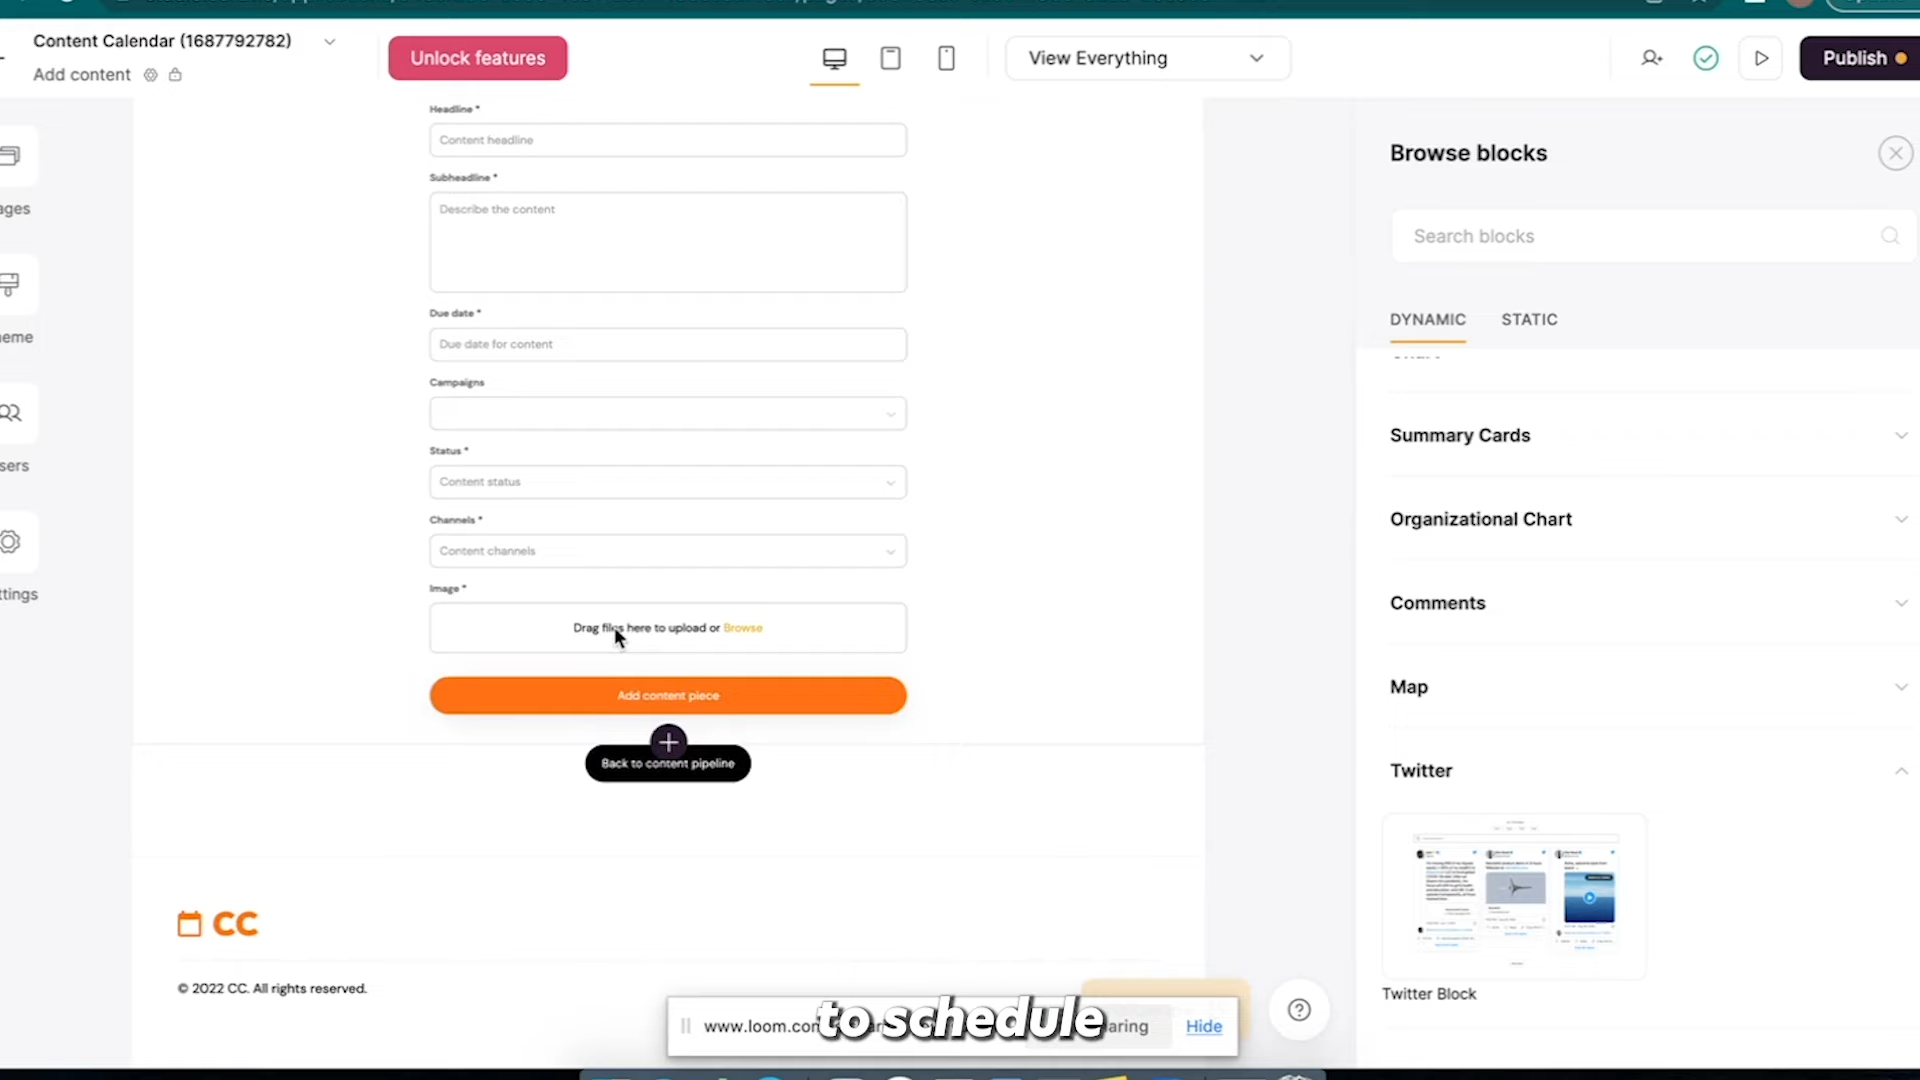 Content Calendar (1687792782)
Add content
Unlock features
View Everything
Publish
ages
eme
sers
ttings
Headline *
Content headline
Subheadline *
Describe the content
Due date *
Due date for content
Campaigns
Status *
Content status
Channels *
Content channels
Image *
Drag files here to upload or Browse
Add content piece
Back to content pipeline
CC
© 2022 CC. All rights reserved.
Browse blocks
Search blocks
DYNAMIC STATIC
Summary Cards
Organizational Chart
Comments
Map
Twitter
Twitter Block
www.loom.com
to schedule
aring
Hide